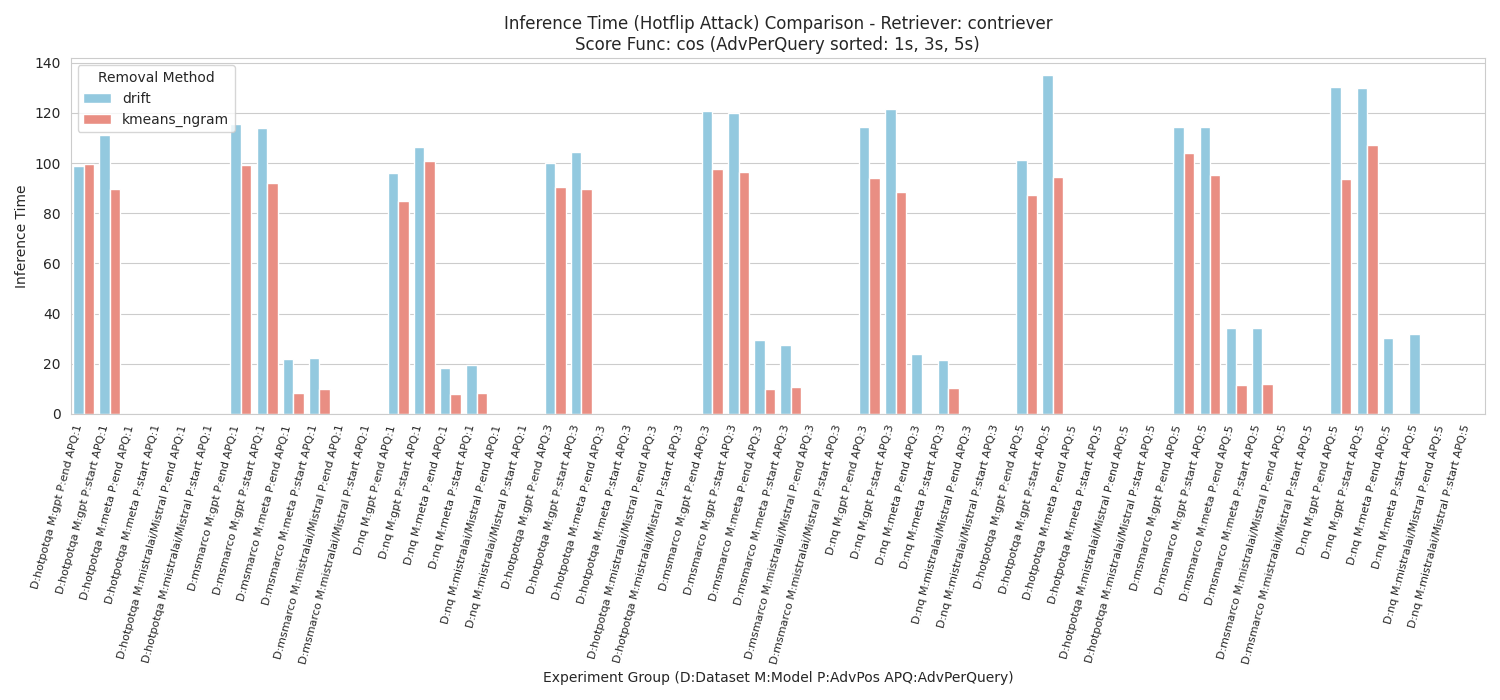 Inference Time (Hotflip Attack) Comparison - Retriever: contriever
Score Func: cos (AdvPerQuery sorted: 1s, 3s, 5s)
Inference Time
140
120
100
80
60
40
20
0
Removal Method
drift
kmeans_ngram
D:hotpotqa M:gpt P:end APQ:1
D:hotpotqa M:gpt P:start APQ:1
D:hotpotqa M:meta P:end APQ:1
D:hotpotqa M:meta P:start APQ:1
D:hotpotqa M:mistralai/Mistral P:end APQ:1
D:hotpotqa M:mistralai/Mistral P:start APQ:1
D:msmarco M:gpt P:end APQ:1
D:msmarco M:gpt P:start APQ:1
D:msmarco M:meta P:end APQ:1
D:msmarco M:meta P:start APQ:1
D:msmarco M:mistralai/Mistral P:end APQ:1
D:msmarco M:mistralai/Mistral P:start APQ:1
D:nq M:gpt P:end APQ:1
D:nq M:gpt P:start APQ:1
D:nq M:meta P:end APQ:1
D:nq M:meta P:start APQ:1
D:nq M:mistralai/Mistral P:end APQ:1
D:nq M:mistralai/Mistral P:start APQ:1
D:hotpotqa M:gpt P:end APQ:3
D:hotpotqa M:gpt P:start APQ:3
D:hotpotqa M:meta P:end APQ:3
D:hotpotqa M:meta P:start APQ:3
D:hotpotqa M:mistralai/Mistral P:end APQ:3
D:hotpotqa M:mistralai/Mistral P:start APQ:3
D:msmarco M:gpt P:end APQ:3
D:msmarco M:gpt P:start APQ:3
D:msmarco M:meta P:end APQ:3
D:msmarco M:meta P:start APQ:3
D:msmarco M:mistralai/Mistral P:end APQ:3
D:msmarco M:mistralai/Mistral P:start APQ:3
D:nq M:gpt P:end APQ:3
D:nq M:gpt P:start APQ:3
D:nq M:meta P:end APQ:3
D:nq M:meta P:start APQ:3
D:nq M:mistralai/Mistral P:end APQ:3
D:nq M:mistralai/Mistral P:start APQ:3
D:hotpotqa M:gpt P:end APQ:5
D:hotpotqa M:gpt P:start APQ:5
D:hotpotqa M:meta P:end APQ:5
D:hotpotqa M:meta P:start APQ:5
D:hotpotqa M:mistralai/Mistral P:end APQ:5
D:hotpotqa M:mistralai/Mistral P:start APQ:5
D:msmarco M:gpt P:end APQ:5
D:msmarco M:gpt P:start APQ:5
D:msmarco M:meta P:end APQ:5
D:msmarco M:meta P:start APQ:5
D:msmarco M:mistralai/Mistral P:end APQ:5
D:msmarco M:mistralai/Mistral P:start APQ:5
D:nq M:gpt P:end APQ:5
D:nq M:gpt P:start APQ:5
D:nq M:meta P:end APQ:5
D:nq M:meta P:start APQ:5
D:nq M:mistralai/Mistral P:end APQ:5
D:nq M:mistralai/Mistral P:start APQ:5
Experiment Group (D:Dataset M:Model P:AdvPos APQ:AdvPerQuery)